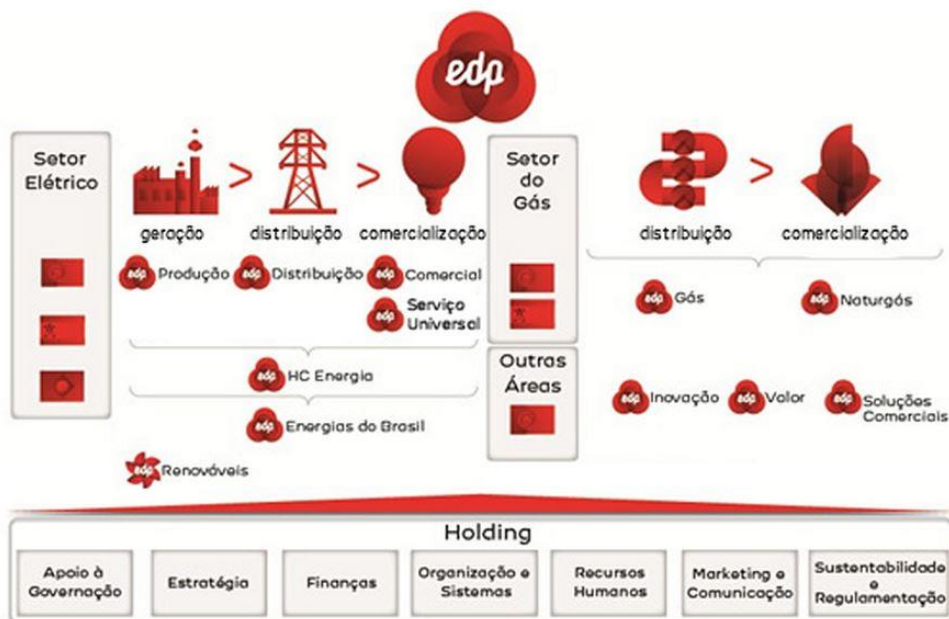 edp
Setor
Elétrico
geração
distribuição
comercialização
edp Produção
edp Distribuição
edp Comercial
edp Serviço
Universal
edp HC Energia
edp Energias do Brasil
edp Renováveis
Setor
do
Gás
distribuição
comercialização
edp Gás
edp Naturgás
Outras
Áreas
edp Inovação
edp Valor
edp Soluções
Comerciais
Holding
Apoio à
Governação
Estratégia
Finanças
Organização e
Sistemas
Recursos
Humanos
Marketing e
Comunicação
Sustentabilidade
e
Regulamentação